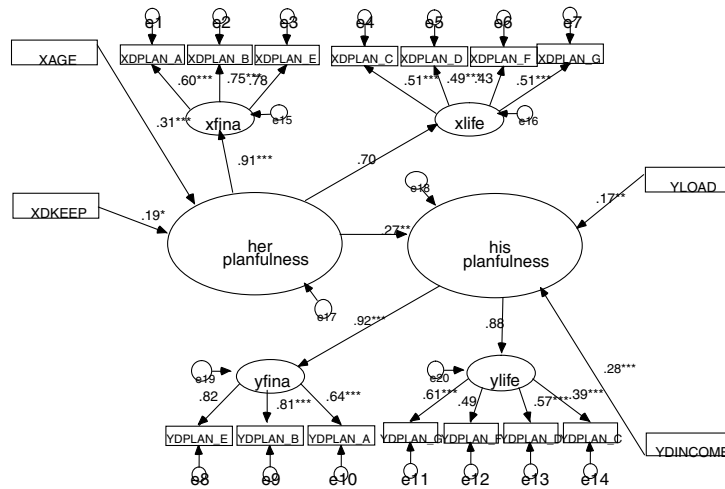 e1 e2 e3 e4 e5 e6 e7
XAGE
XDPLAN_A XDPLAN_B XDPLAN_E XDPLAN_C XDPLAN_D XDPLAN_F XDPLAN_G
.60*** .75*** .78 .51*** .49*** .43 .51***
xfina e15 xlife e16
.31***
.91*** .70
e18
XDKEEP YLOAD
.19* .17**
.27**
her
planfulness
his
planfulness
e17
.92*** .88
.28***
e19 yfina e20 ylife
.82 .81*** .64*** .61*** .49 .57*** .39***
YDPLAN_E YDPLAN_B YDPLAN_A YDPLAN_G YDPLAN_F YDPLAN_D YDPLAN_C YDINCOME
e8 e9 e10 e11 e12 e13 e14